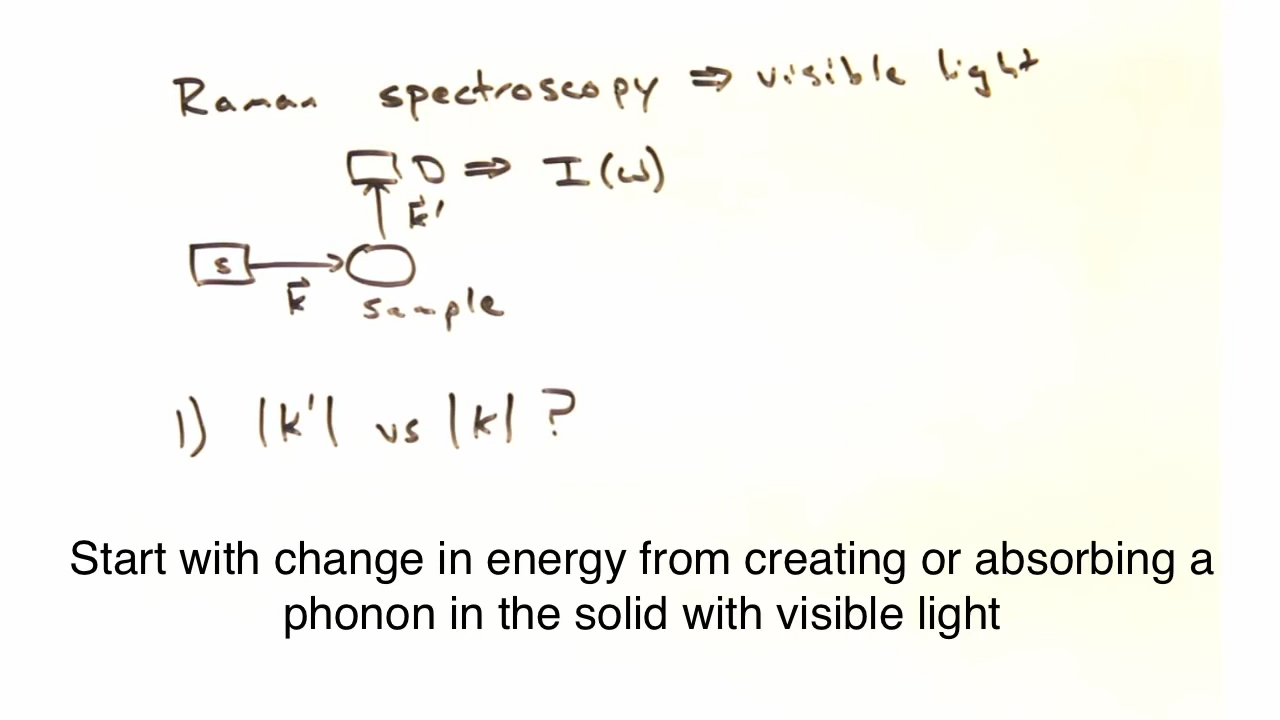 Raman spectroscopy ⇒ visible light
D ⇒ I(ω)
k⃗'
S
k⃗ sample
1) |k'| vs |k| ?
Start with change in energy from creating or absorbing a
phonon in the solid with visible light